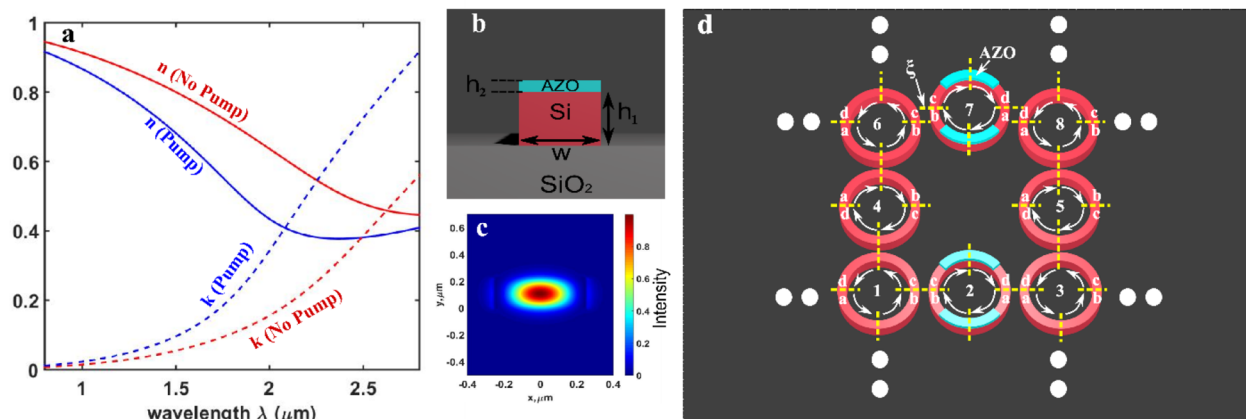 a
1
0.8
0.6
0.4
0.2
0
n (No Pump)
n (Pump)
k (Pump)
k (No Pump)
1
1.5
2
2.5
wavelength λ (μm)
b
h₂
AZO
Si
h₁
w
SiO₂
c
0.6
0.4
0.2
0
-0.2
-0.4
y,μm
-0.4
-0.2
0
0.2
0.4
x,μm
0.8
0.6
0.4
0.2
0
Intensity
d
AZO
ξ
d
a
6
c
b
c
b
7
d
a
d
a
8
c
b
a
d
4
b
c
a
d
5
b
c
d
a
1
c
b
c
b
2
d
a
d
a
3
c
b